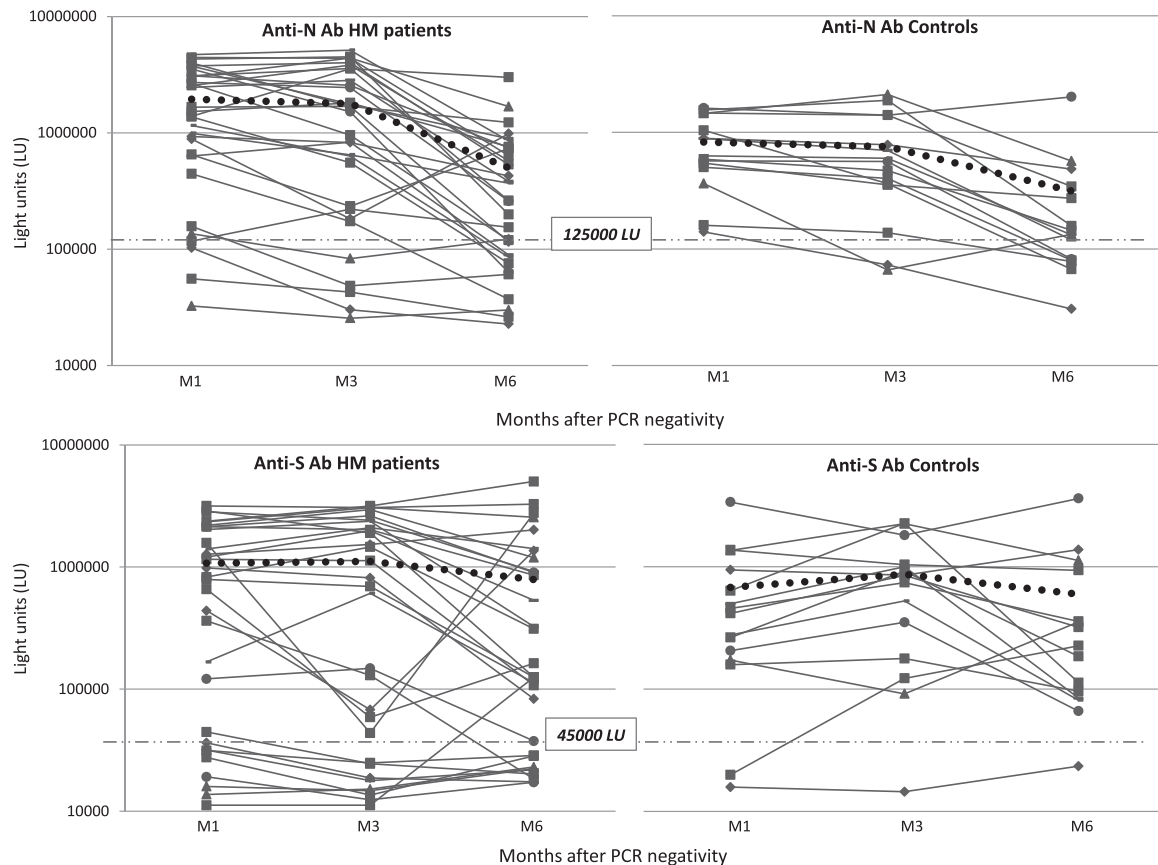 10000000
Anti-N Ab HM patients
Anti-N Ab Controls
1000000
Light units (LU)
125000 LU
100000
10000
M1 M3 M6
M1 M3 M6
Months after PCR negativity
10000000
Anti-S Ab HM patients
Anti-S Ab Controls
1000000
Light units (LU)
100000
45000 LU
10000
M1 M3 M6
M1 M3 M6
Months after PCR negativity